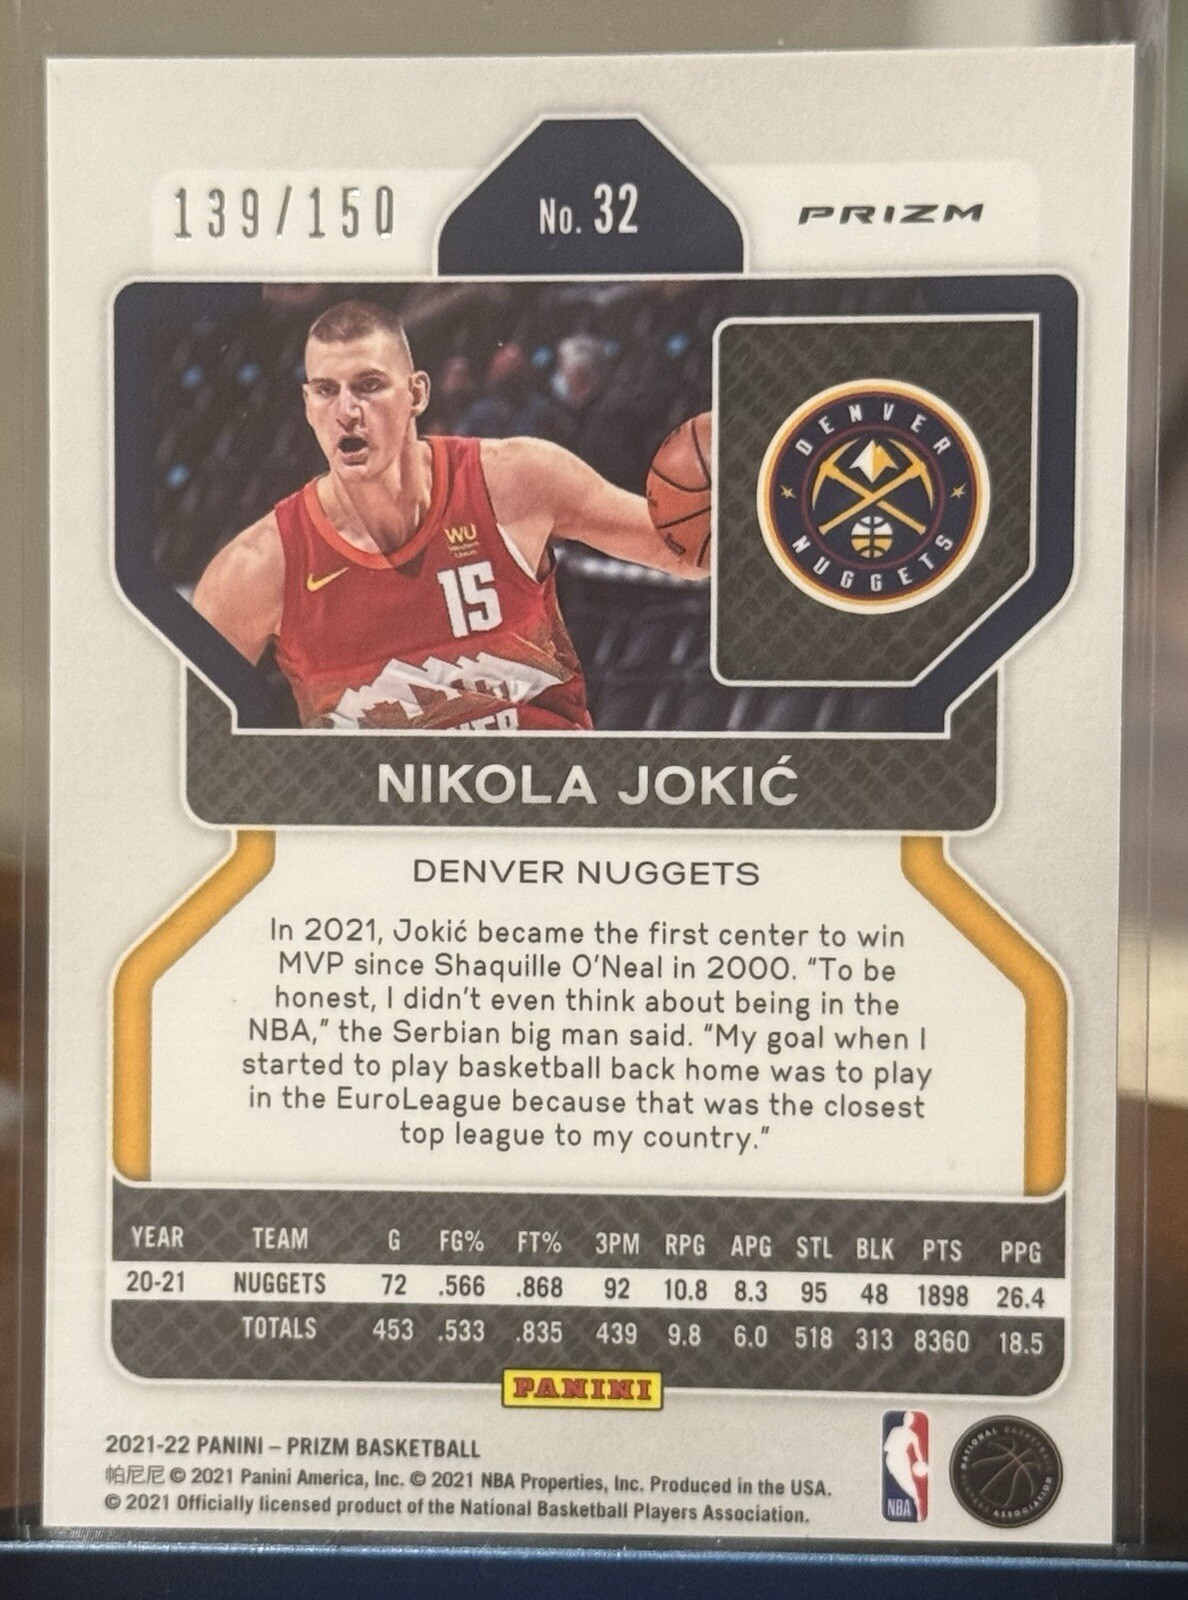 139/150
No. 32
PRIZM
DENVER
NUGGETS
WU
Western
Union
15
NIKOLA JOKIĆ
DENVER NUGGETS
In 2021, Jokić became the first center to win
MVP since Shaquille O'Neal in 2000. "To be
honest, I didn't even think about being in the
NBA," the Serbian big man said. "My goal when I
started to play basketball back home was to play
in the EuroLeague because that was the closest
top league to my country."
YEAR TEAM G FG% FT% 3PM RPG APG STL BLK PTS PPG
20-21 NUGGETS 72 .566 .868 92 10.8 8.3 95 48 1898 26.4
TOTALS 453 .533 .835 439 9.8 6.0 518 313 8360 18.5
PANINI
2021-22 PANINI – PRIZM BASKETBALL
帕尼尼 © 2021 Panini America, Inc. © 2021 NBA Properties, Inc. Produced in the USA.
© 2021 Officially licensed product of the National Basketball Players Association.
NBA
NATIONAL BASKETBALL
PLAYERS ASSOCIATION